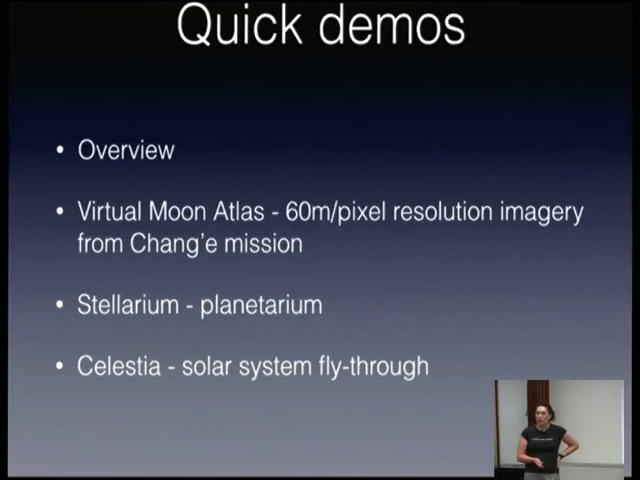 Quick demos
• Overview
• Virtual Moon Atlas - 60m/pixel resolution imagery
from Chang'e mission
• Stellarium - planetarium
• Celestia - solar system fly-through